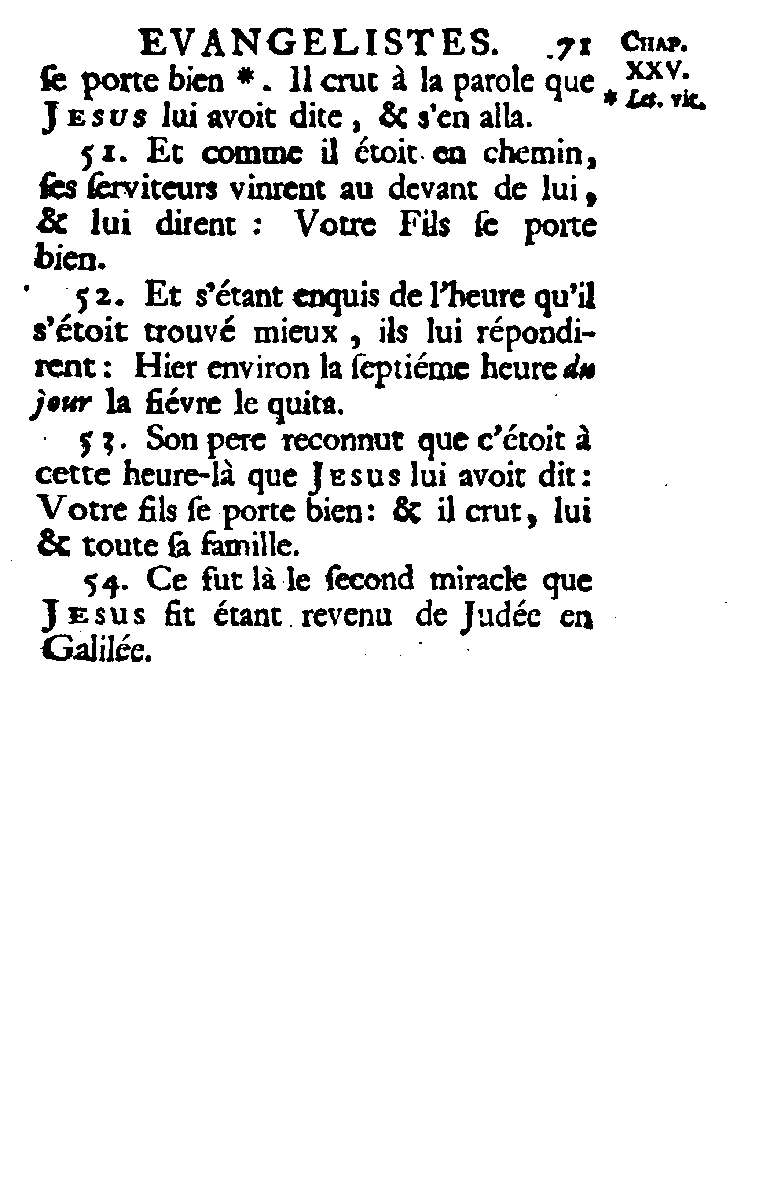 EVANGELISTES. 71
CHAP. XXV.
ſe porte bien *. Il crut à la parole que
* Let. vit.
JESUS lui avoit dite, & s'en alla.
51. Et comme il étoit en chemin,
ſes ſerviteurs vinrent au devant de lui,
& lui dirent : Votre Fils ſe porte
bien.
52. Et s'étant enquis de l'heure qu'il
s'étoit trouvé mieux, ils lui répondi-
rent : Hier environ la ſeptiéme heure du
jour la fiévre le quita.
53. Son pere reconnut que c'étoit à
cette heure-là que JESUS lui avoit dit :
Votre fils ſe porte bien : & il crut, lui
& toute ſa famille.
54. Ce fut là le ſecond miracle que
JESUS fit étant revenu de Judée en
Galilée.